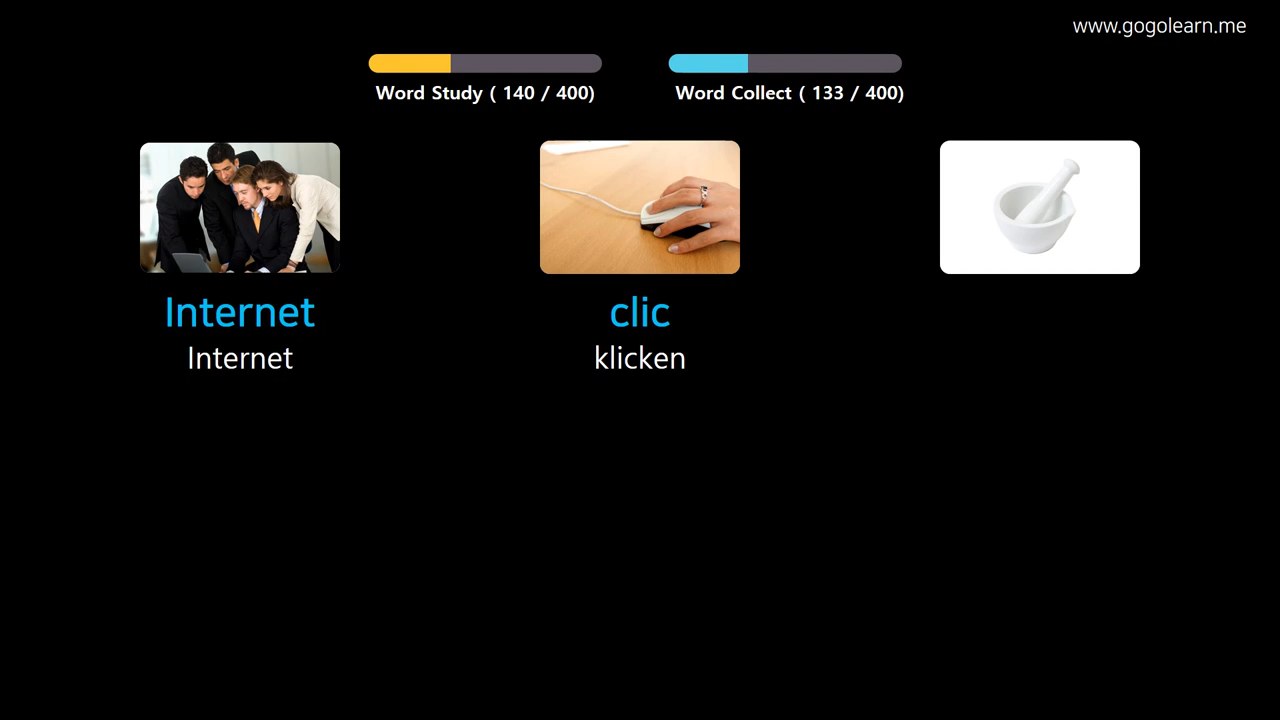 www.gogolearn.me
Word Study ( 140 / 400)
Word Collect ( 133 / 400)
Internet
Internet
clic
klicken